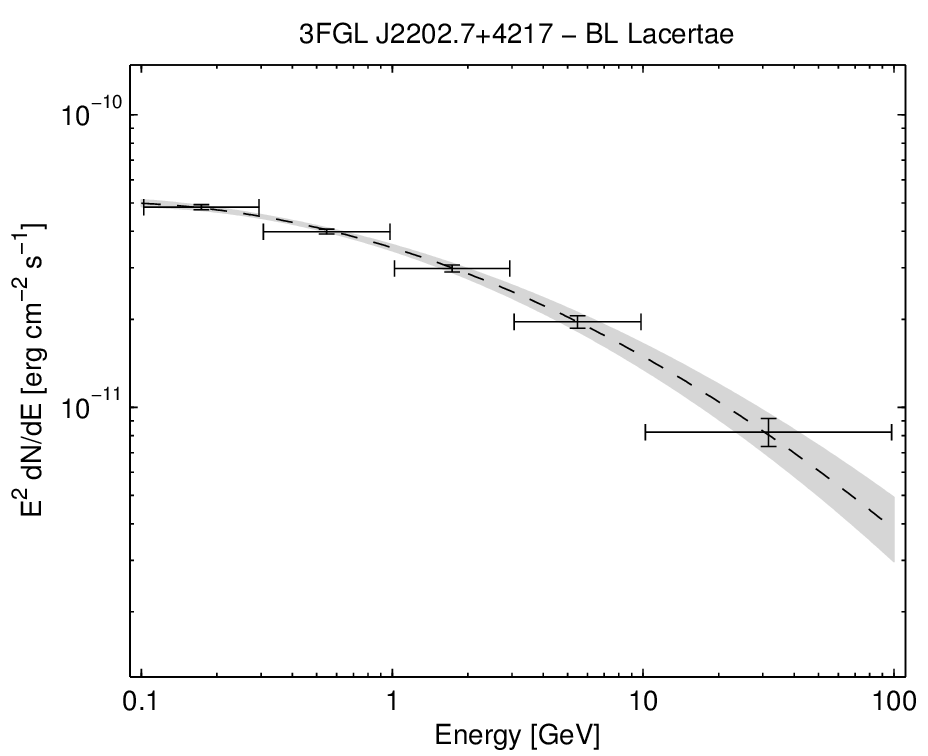 3FGL J2202.7+4217 − BL Lacertae
10⁻¹⁰
10⁻¹¹
E² dN/dE [erg cm⁻² s⁻¹]
0.1 1 10 100
Energy [GeV]